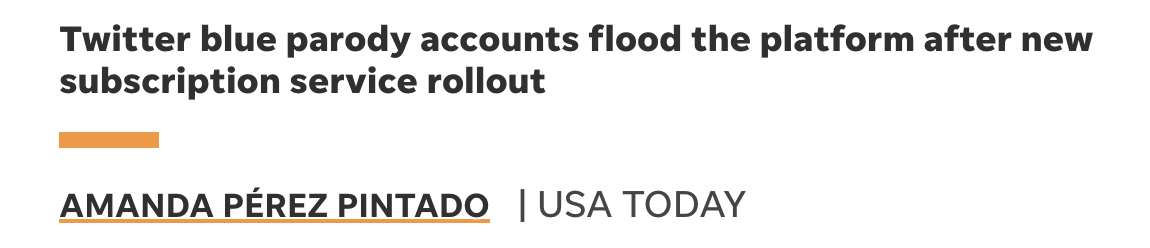 Twitter blue parody accounts flood the platform after new
subscription service rollout
AMANDA PÉREZ PINTADO | USA TODAY